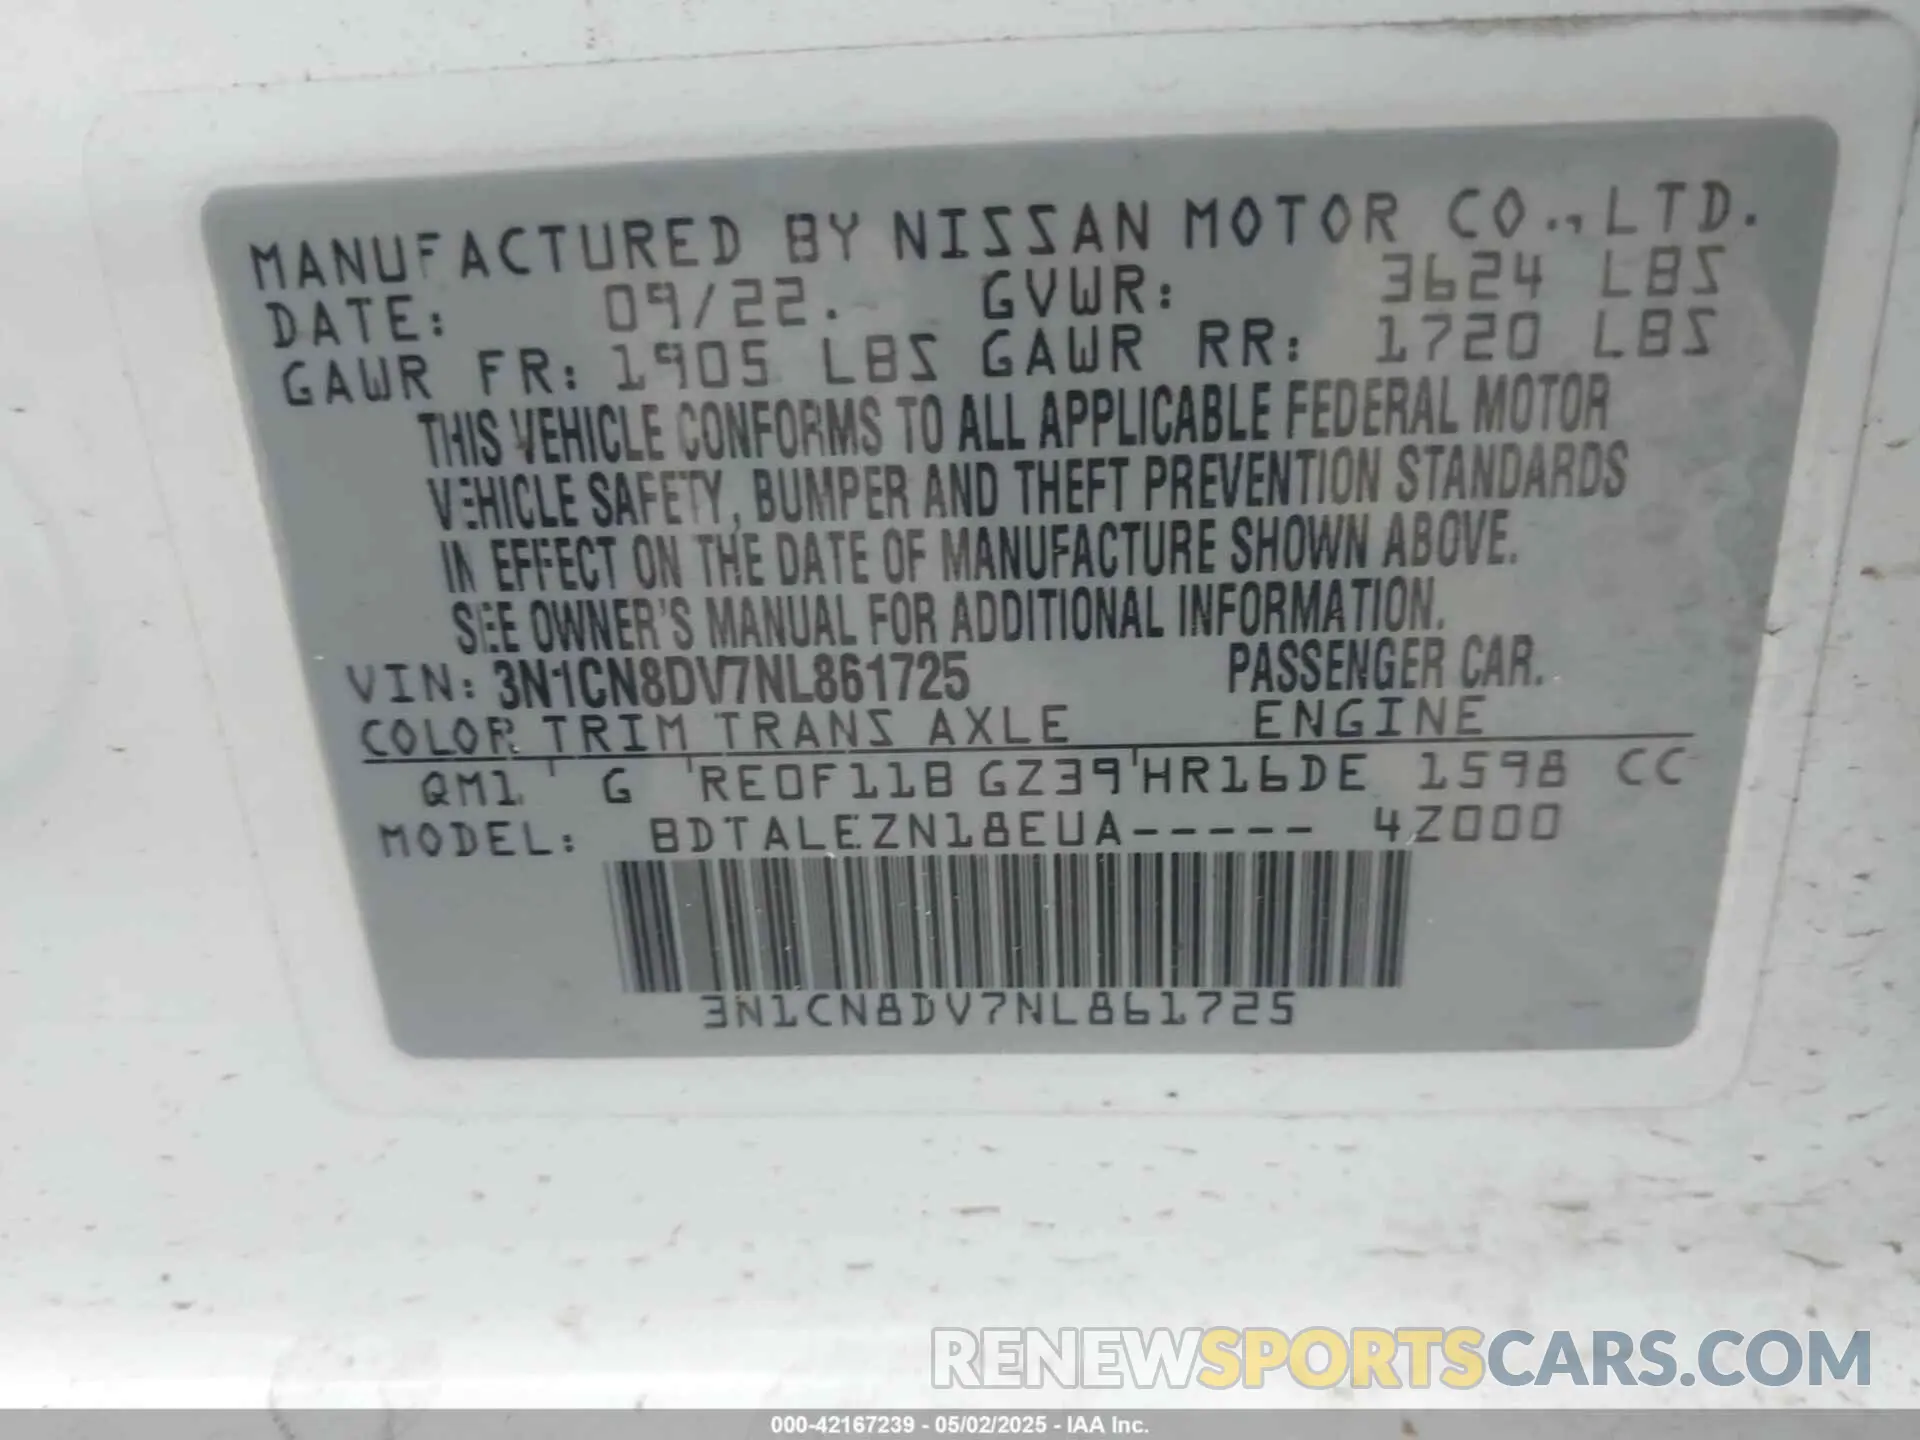 MANUFACTURED BY NISSAN MOTOR CO.,LTD.
DATE: 09/22. GVWR: 3624 LBS
GAWR FR: 1905 LBS GAWR RR: 1720 LBS
THIS VEHICLE CONFORMS TO ALL APPLICABLE FEDERAL MOTOR
VEHICLE SAFETY, BUMPER AND THEFT PREVENTION STANDARDS
IN EFFECT ON THE DATE OF MANUFACTURE SHOWN ABOVE.
SEE OWNER'S MANUAL FOR ADDITIONAL INFORMATION.
VIN: 3N1CN8DV7NL861725 PASSENGER CAR.
COLOR TRIM TRANS AXLE ENGINE
QM1 G RE0F11B GZ39 HR16DE 1598 CC
MODEL: BDTALEZN18EUA----- 4Z000
3N1CN8DV7NL861725
RENEWSPORTSCARS.COM
000-42167239 - 05/02/2025 - IAA Inc.